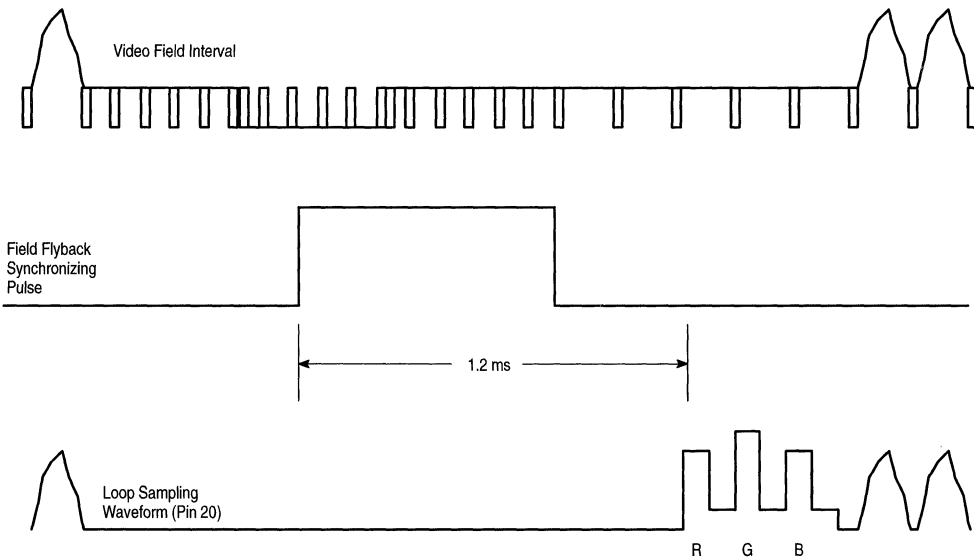 Video Field Interval
Field Flyback
Synchronizing
Pulse
1.2 ms
Loop Sampling
Waveform (Pin 20)
R G B